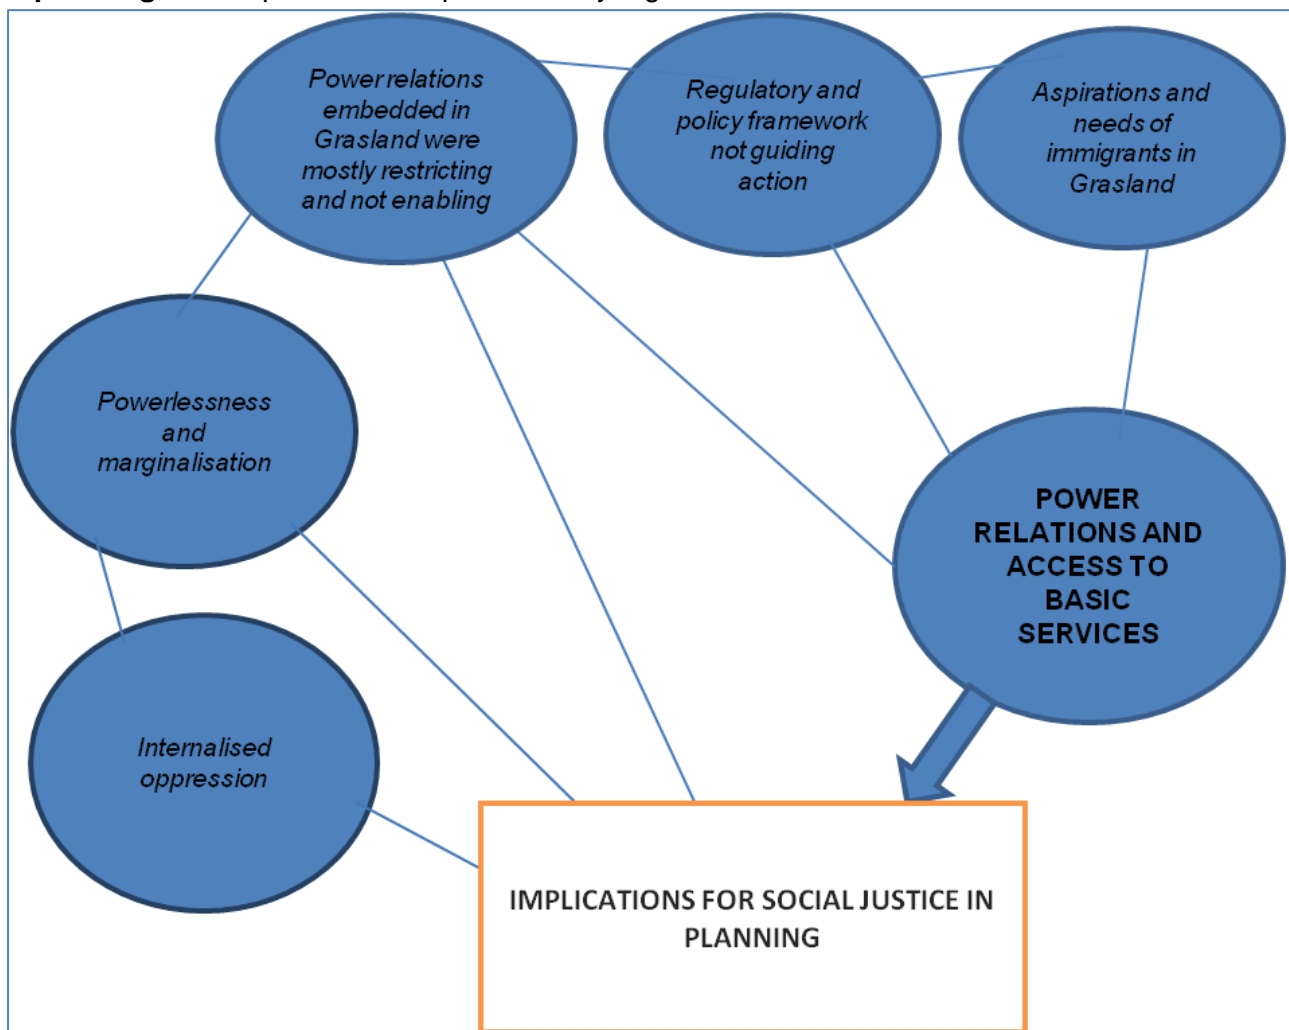 Power relations
embedded in
Grasland were
mostly restricting
and not enabling
Regulatory and
policy framework
not guiding
action
Aspirations and
needs of
immigrants in
Grasland
Powerlessness
and
marginalisation
POWER
RELATIONS AND
ACCESS TO
BASIC
SERVICES
Internalised
oppression
IMPLICATIONS FOR SOCIAL JUSTICE IN
PLANNING